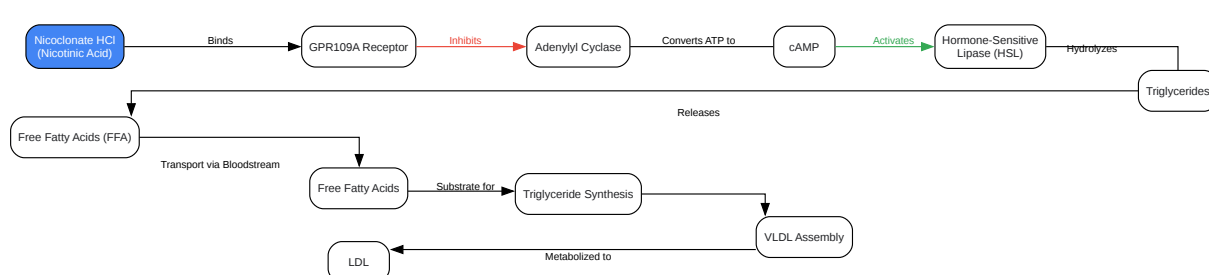 Nicoclonate HCl
(Nicotinic Acid)
Binds
GPR109A Receptor
Inhibits
Adenylyl Cyclase
Converts ATP to
cAMP
Activates
Hormone-Sensitive
Lipase (HSL)
Hydrolyzes
Triglycerides
Releases
Free Fatty Acids (FFA)
Transport via Bloodstream
Free Fatty Acids
Substrate for
Triglyceride Synthesis
VLDL Assembly
Metabolized to
LDL